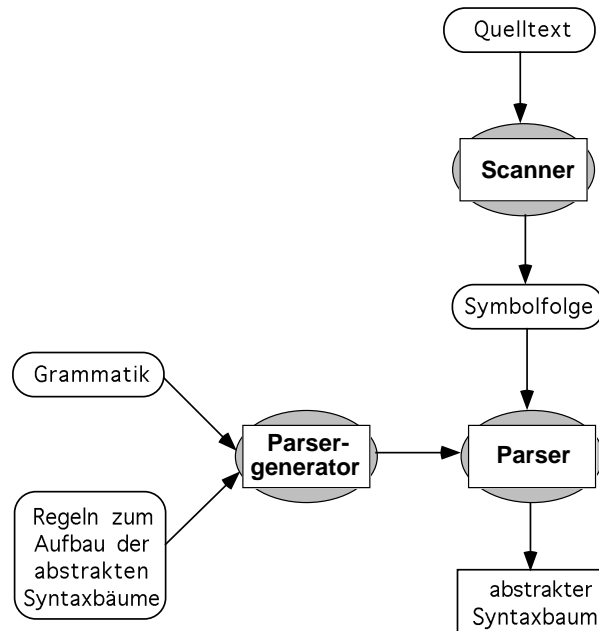 Quelltext
Scanner
Symbolfolge
Grammatik
Parser-
generator
Parser
Regeln zum
Aufbau der
abstrakten
Syntaxbäume
abstrakter
Syntaxbaum